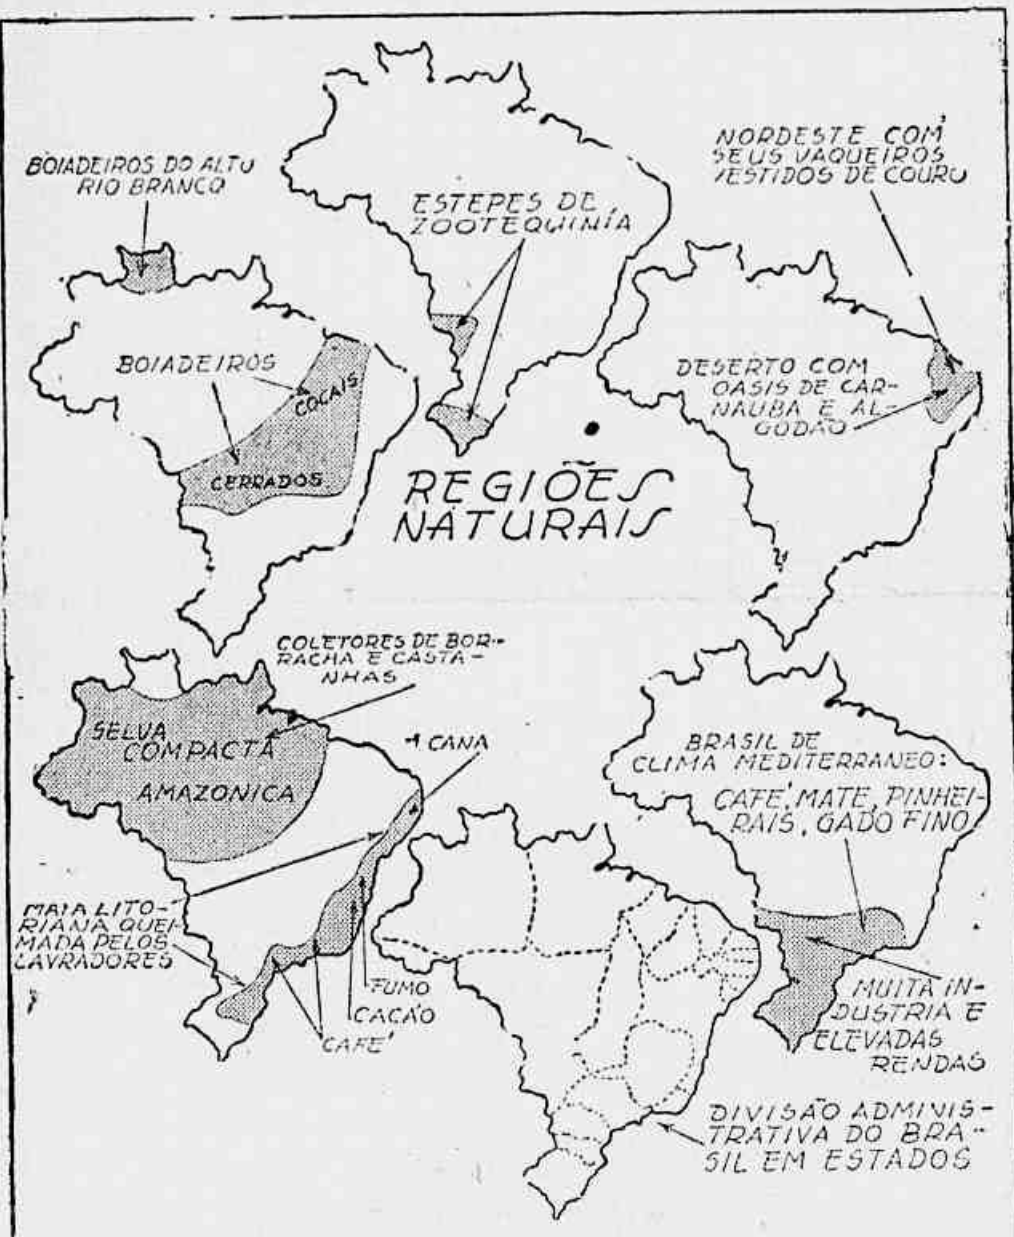 BOIADEIROS DO ALTO
RIO BRANCO
ESTEPES DE
ZOOTEQUINÍA
NORDESTE COM
SEUS VAQUEIROS
VESTIDOS DE COURO
BOIADEIROS
COCAIS
CERRADOS
DESERTO COM
OASIS DE CAR-
NAUBA E AL-
GODÃO
REGIÕES
NATURAIS
COLETORES DE BOR-
RACHA E CASTA-
NHAS
SELVA
COMPACTA
AMAZONICA
CANA
MATA LITO-
RIANA QUEI-
MADA PELOS
LAVRADORES
FUMO
CACÁO
CAFÉ
BRASIL DE
CLIMA MEDITERRANEO:
CAFÉ, MATE, PINHEI-
RAIS, GADO FINO
MUITA IN-
DUSTRIA E
ELEVADAS
RENDAS
DIVISÃO ADMINIS-
TRATIVA DO BRA-
SIL EM ESTADOS